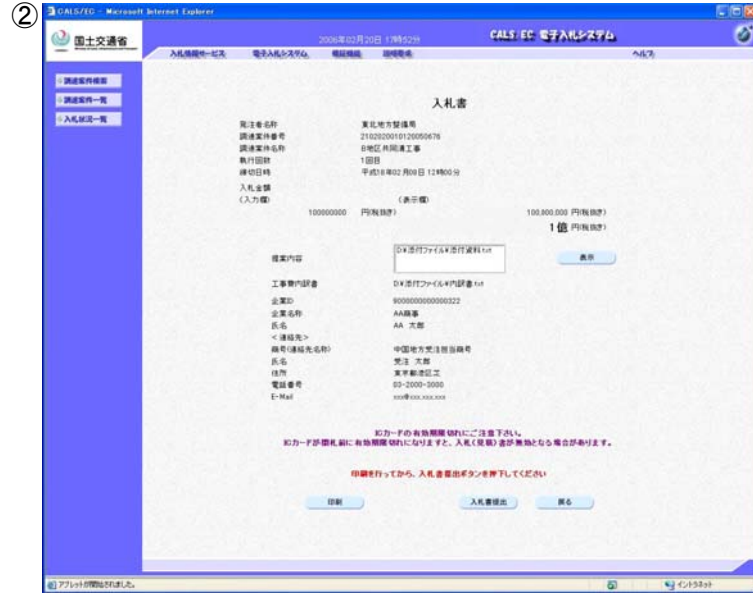 ②
CALS/EC - Microsoft Internet Explorer
国土交通省
2006年02月20日 17時52分
CALS/EC 電子入札システム
入札情報サービス 電子入札システム 検証機能 説明要求
ヘルプ
調達案件検索
調達案件一覧
入札状況一覧
入札書
発注者名称 東北地方整備局
調達案件番号 2102020010120050676
調達案件名称 B地区共同溝工事
執行回数 1回目
締切日時 平成18年02月08日 12時00分
入札金額
(入力欄) (表示欄)
100000000 円(税抜き) 100,000,000 円(税抜き)
1億 円(税抜き)
提案内容 D:¥添付ファイル¥添付資料.txt 表示
工事費内訳書 D:¥添付ファイル¥内訳書.txt
企業ID 9000000000000322
企業名称 AA商事
氏名 AA 太郎
<連絡先>
商号(連絡先名称) 中国地方受注担当商号
氏名 受注 太郎
住所 東京都港区芝
電話番号 03-2000-3000
E-Mail xxx@xxx.xxx.xxx
ICカードの有効期限切れにご注意下さい。
ICカードが開札前に有効期限切れになりますと、入札(見積)書が無効となる場合があります。
印刷を行ってから、入札書提出ボタンを押下してください
印刷 入札書提出 戻る
アプレットが開始されました。
イントラネット